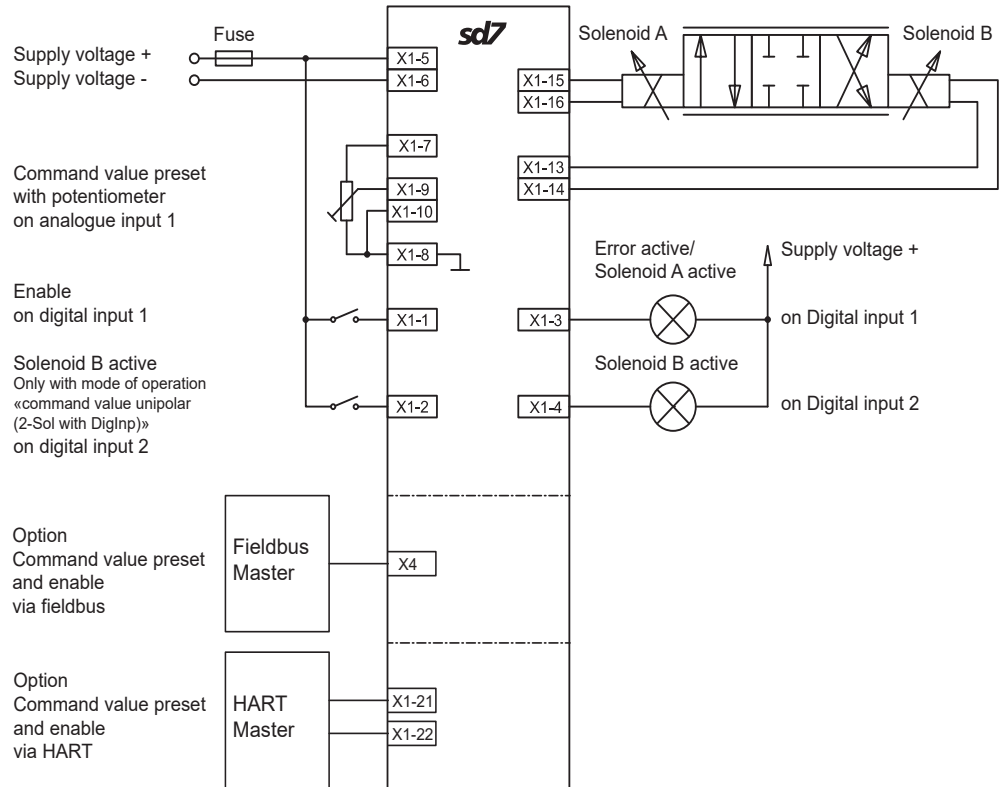 sd7
Fuse
Supply voltage +
Supply voltage -
X1-5
X1-6
Solenoid A
Solenoid B
X1-15
X1-16
X1-7
X1-13
X1-14
Command value preset
with potentiometer
on analogue input 1
X1-9
X1-10
X1-8
Error active/
Solenoid A active
Supply voltage +
Enable
on digital input 1
X1-1
X1-3
on Digital input 1
Solenoid B active
Only with mode of operation
«command value unipolar
(2-Sol with DigInp)»
on digital input 2
X1-2
Solenoid B active
X1-4
on Digital input 2
Option
Command value preset
and enable
via fieldbus
Fieldbus
Master
X4
Option
Command value preset
and enable
via HART
HART
Master
X1-21
X1-22